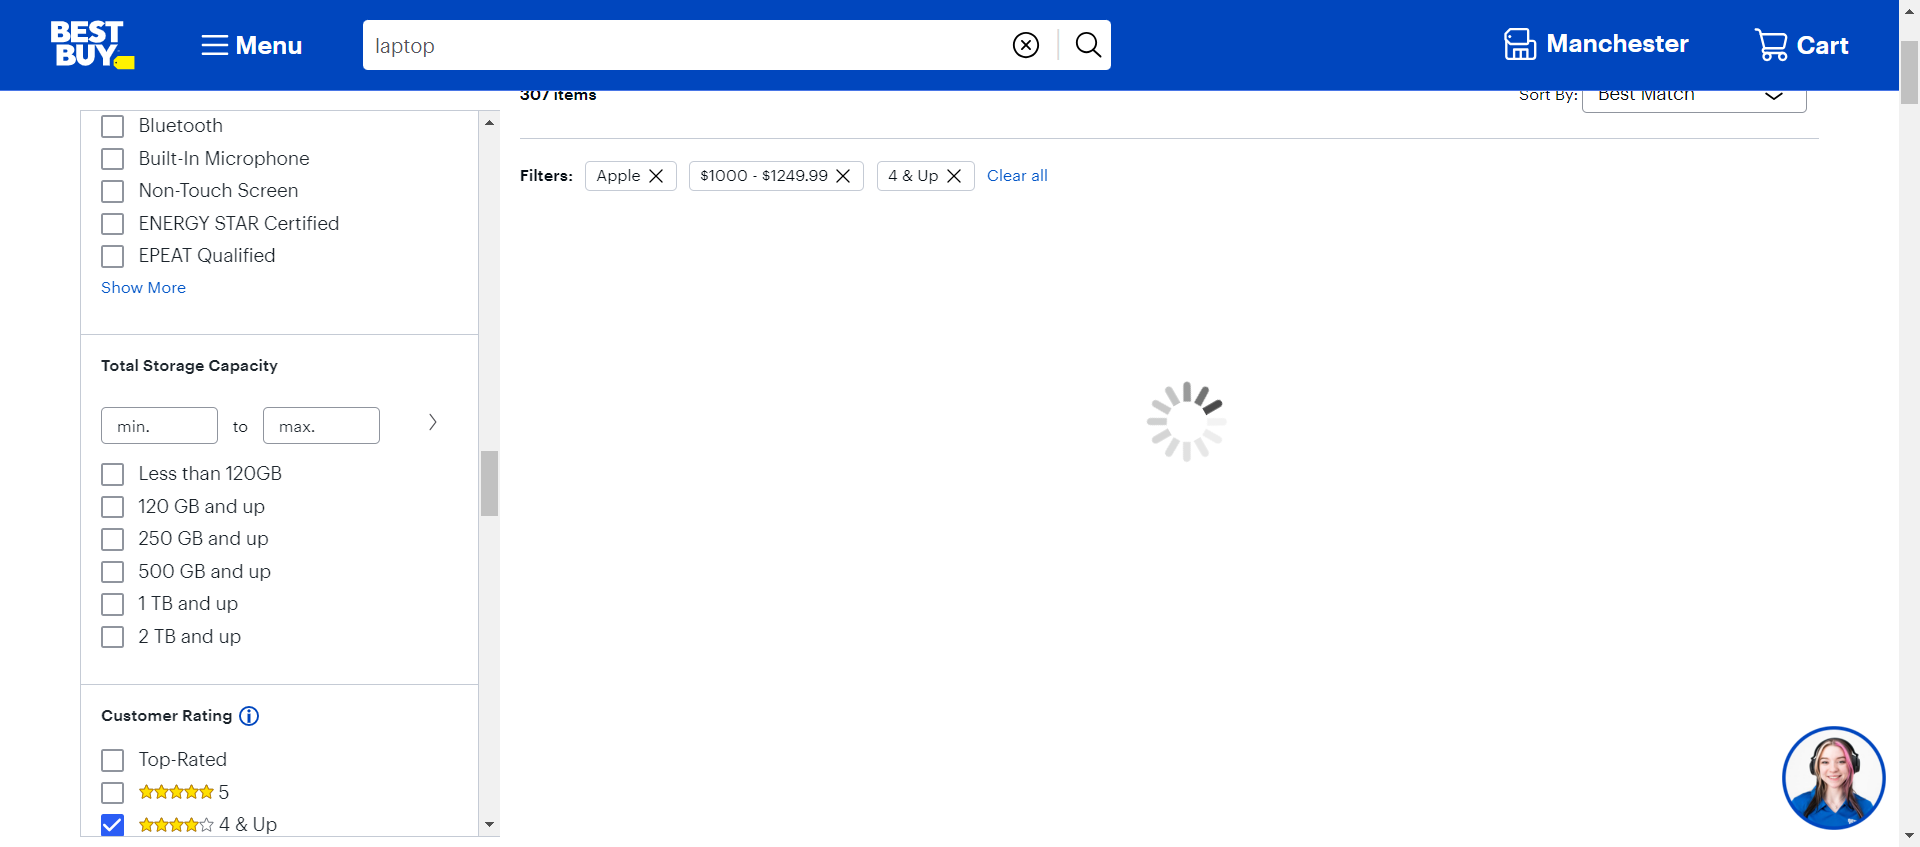 BEST BUY
Menu
laptop
Manchester
Cart
307 items
Sort By: Best Match
Bluetooth
Built-In Microphone
Non-Touch Screen
ENERGY STAR Certified
EPEAT Qualified
Show More
Total Storage Capacity
min. to max.
Less than 120GB
120 GB and up
250 GB and up
500 GB and up
1 TB and up
2 TB and up
Customer Rating
Top-Rated
5
4 & Up
Filters: Apple $1000 - $1249.99 4 & Up Clear all